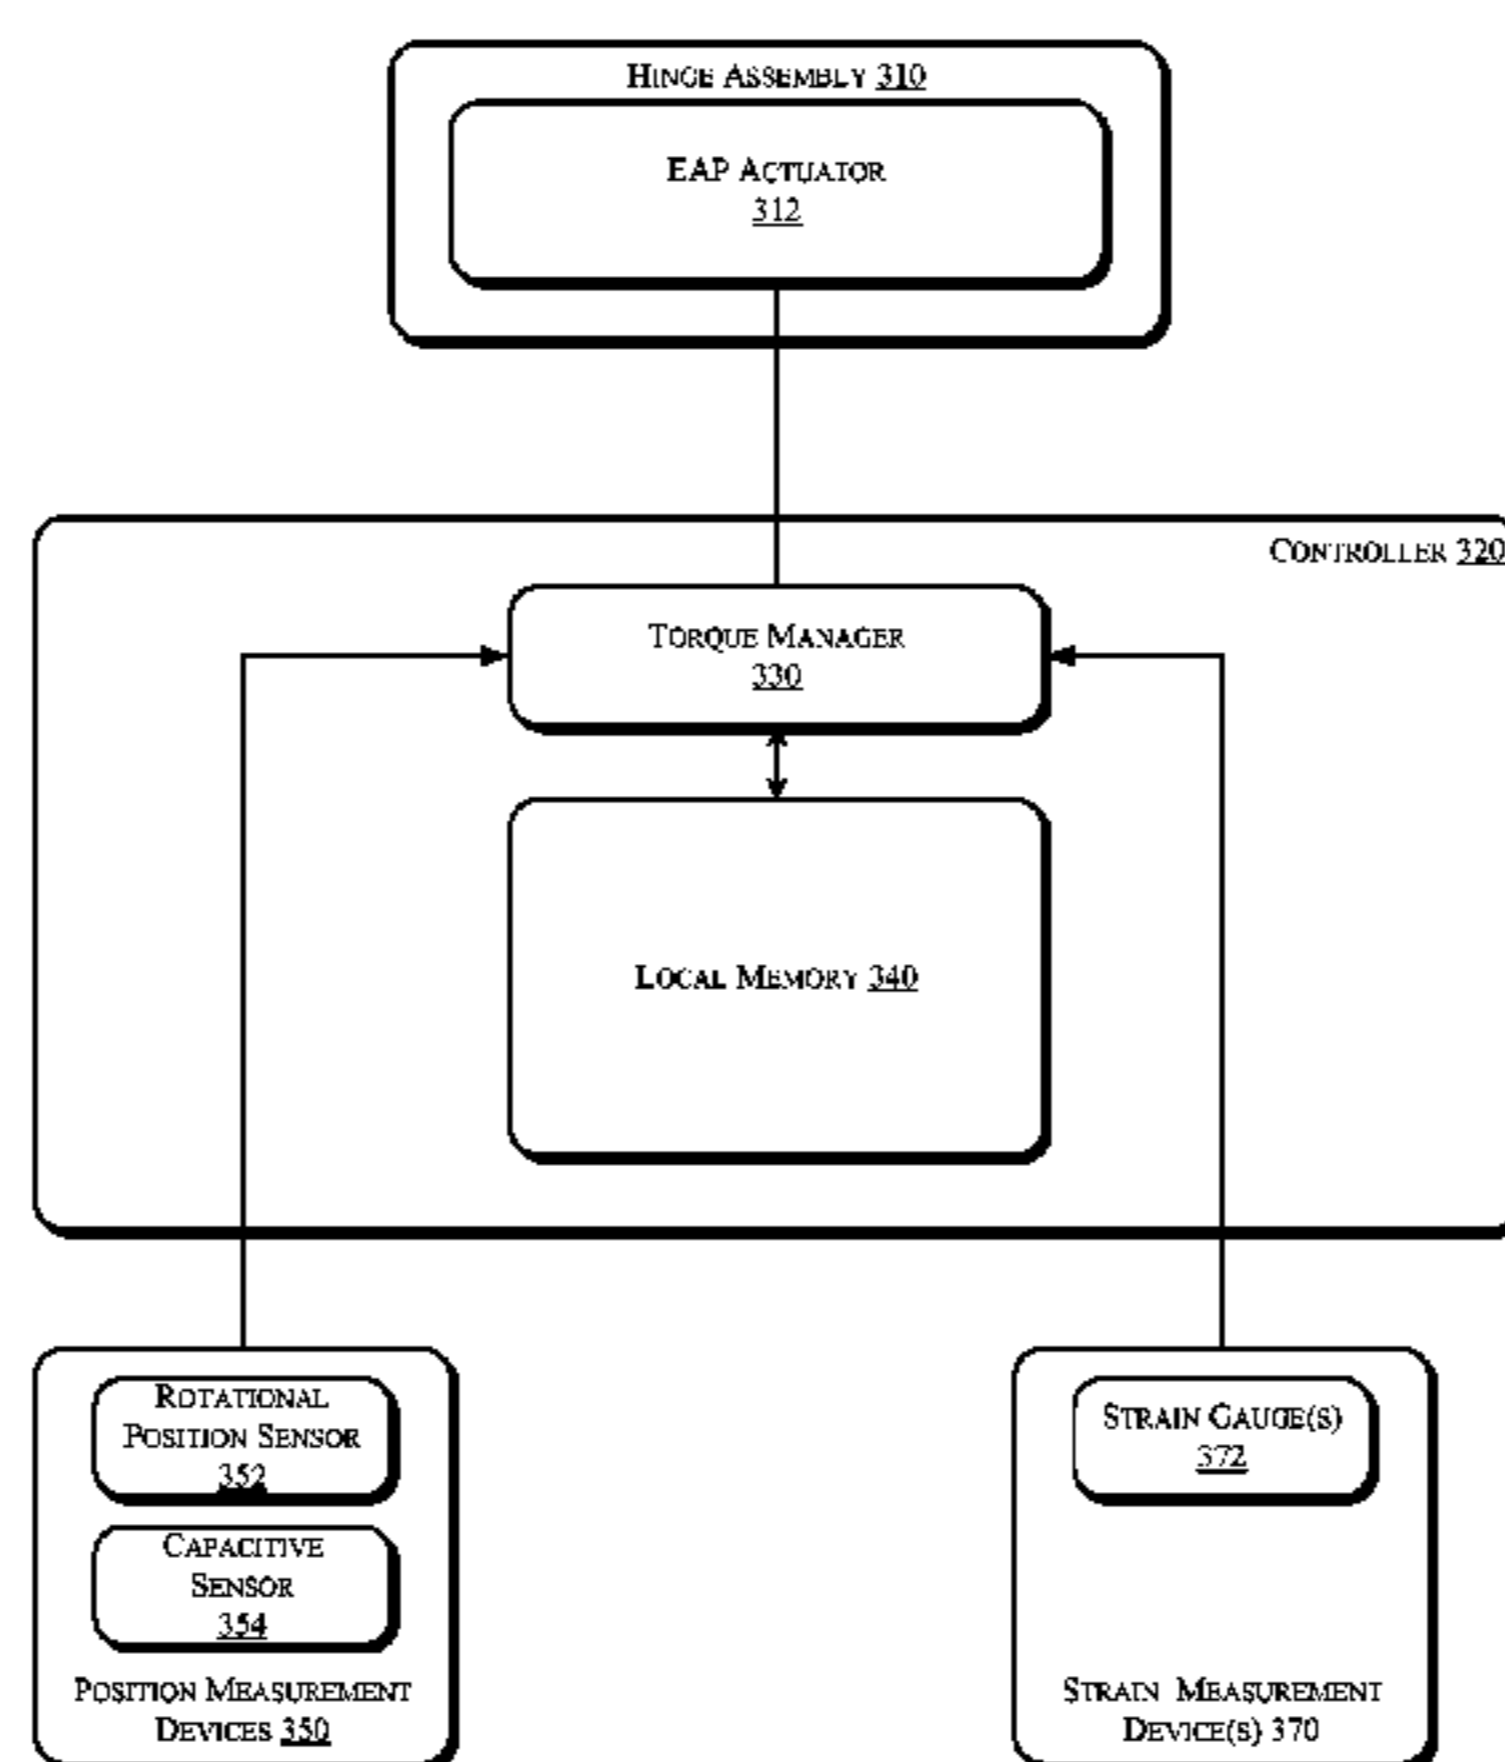 HINGE ASSEMBLY 310
EAP ACTUATOR
312
CONTROLLER 320
TORQUE MANAGER
330
LOCAL MEMORY 340
ROTATIONAL
POSITION SENSOR
352
CAPACITIVE
SENSOR
354
POSITION MEASUREMENT
DEVICES 350
STRAIN GAUGE(S)
372
STRAIN MEASUREMENT
DEVICE(S) 370